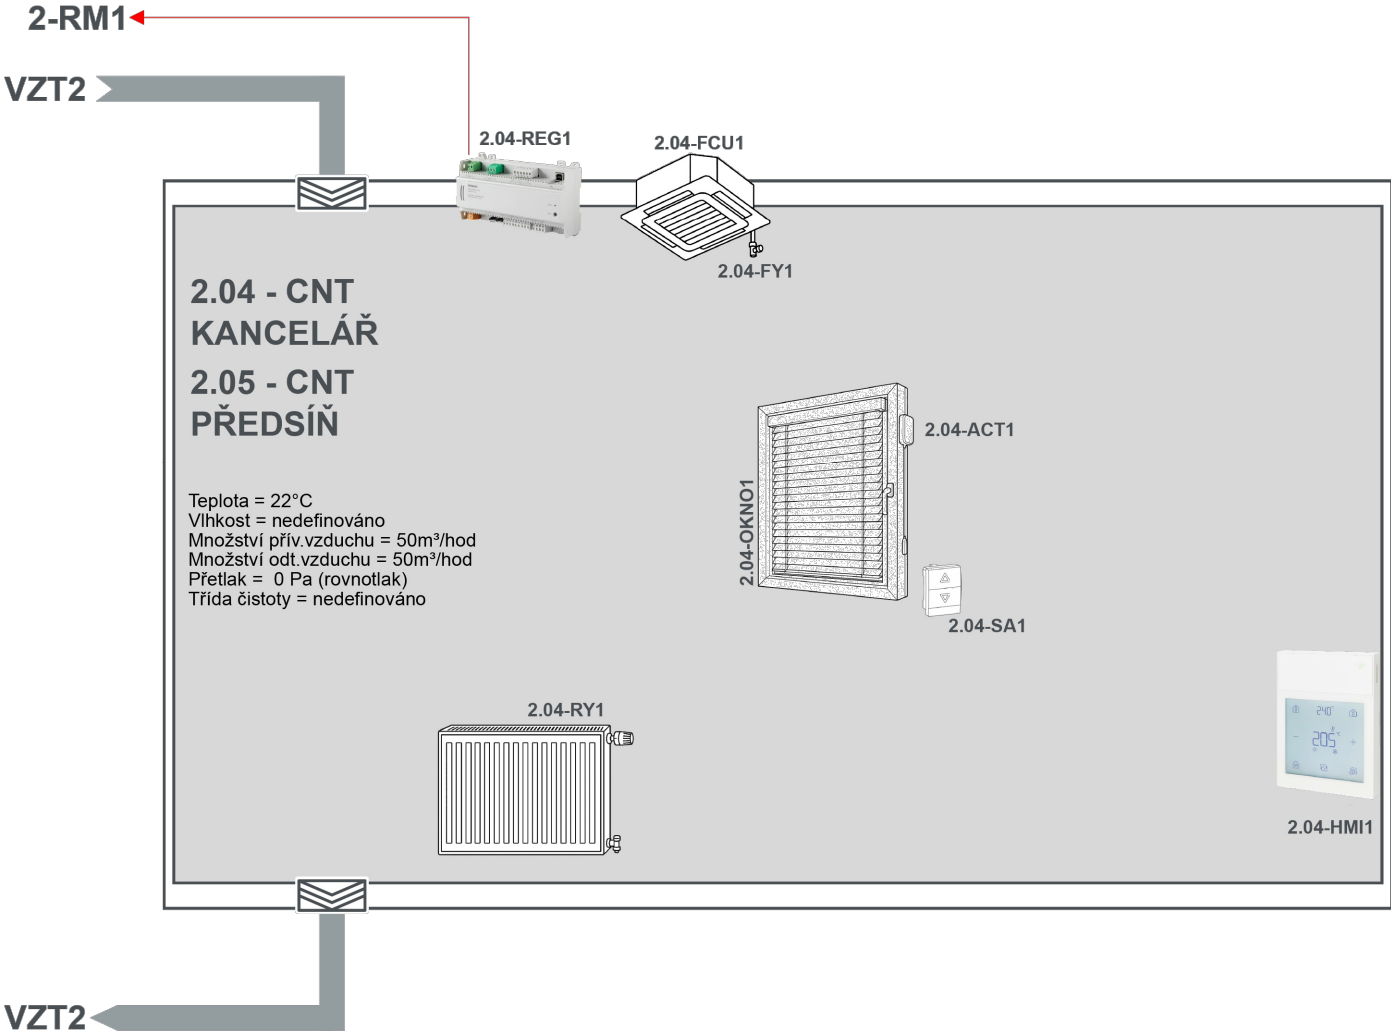 2-RM1
VZT2
2.04-REG1
2.04-FCU1
2.04-FY1
2.04 - CNT
KANCELÁŘ
2.05 - CNT
PŘEDSÍŇ
Teplota = 22°C
Vlhkost = nedefinováno
Množství přív.vzduchu = 50m³/hod
Množství odt.vzduchu = 50m³/hod
Přetlak =  0 Pa (rovnotlak)
Třída čistoty = nedefinováno
2.04-OKNO1
2.04-ACT1
2.04-SA1
2.04-RY1
240
205
2.04-HMI1
VZT2